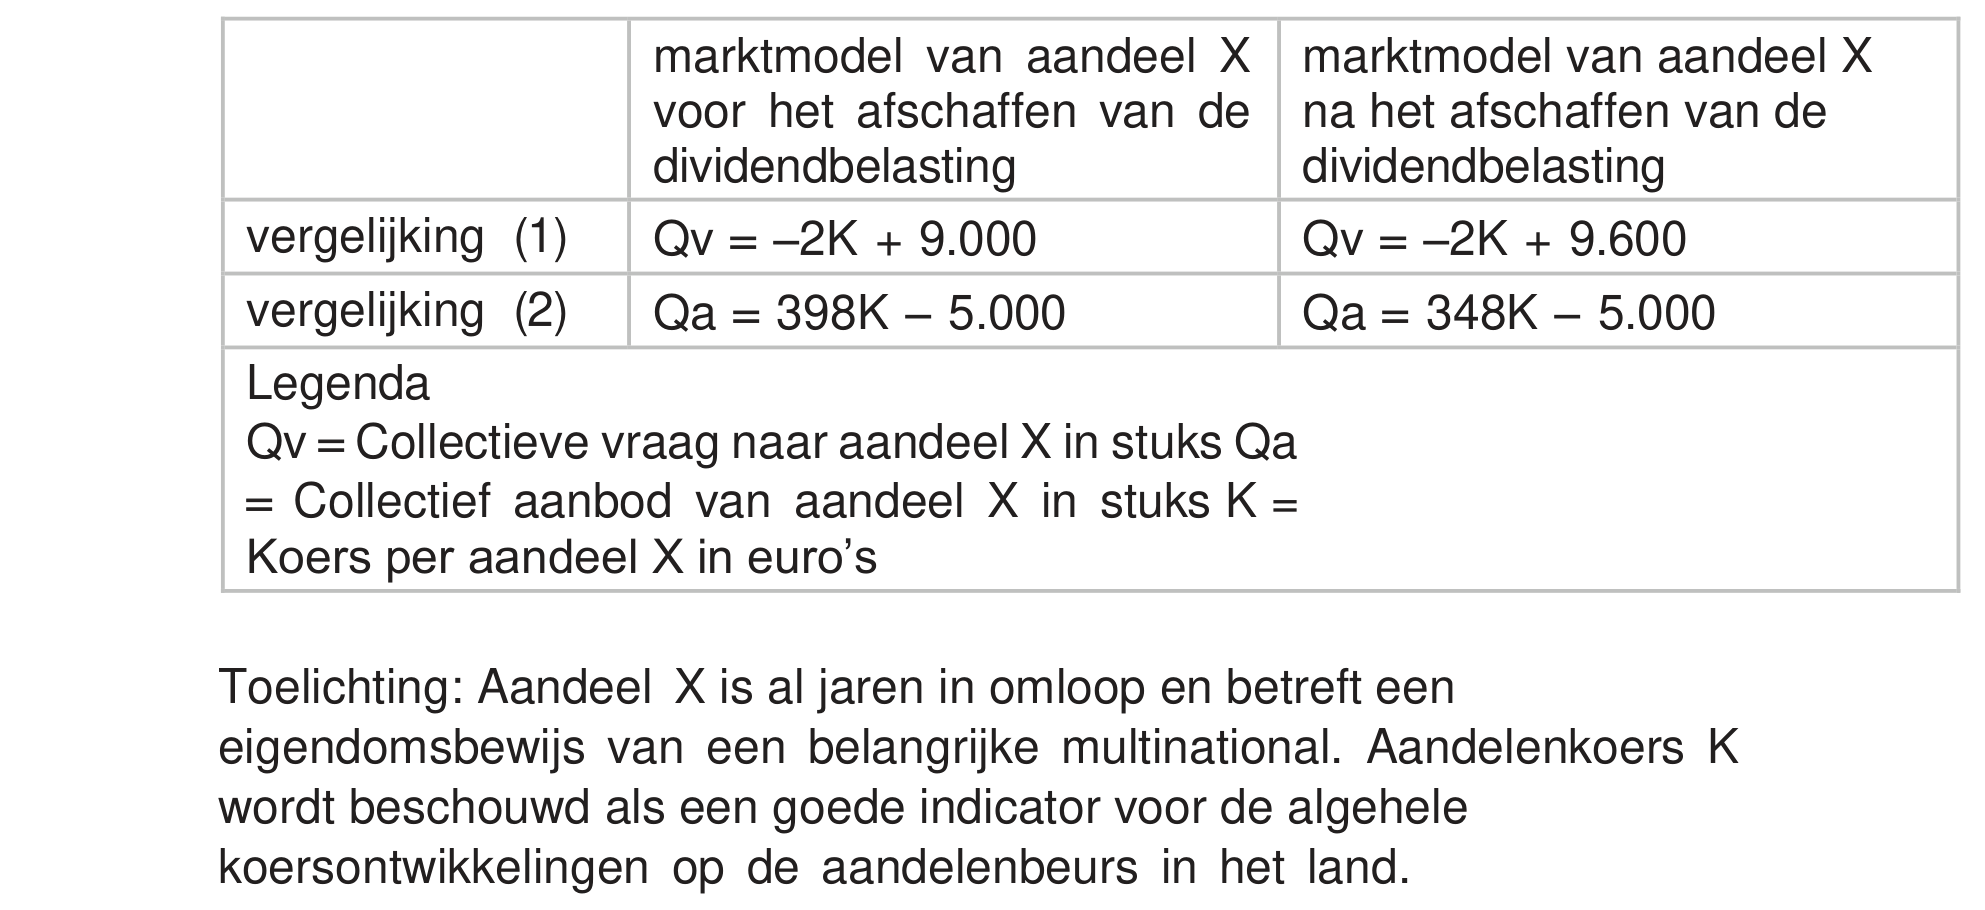 marktmodel van aandeel X
voor het afschaffen van de
dividendbelasting
marktmodel van aandeel X
na het afschaffen van de
dividendbelasting
vergelijking (1)
Qv = –2K + 9.000
Qv = –2K + 9.600
vergelijking (2)
Qa = 398K – 5.000
Qa = 348K – 5.000
Legenda
Qv = Collectieve vraag naar aandeel X in stuks Qa
= Collectief aanbod van aandeel X in stuks K =
Koers per aandeel X in euro’s
Toelichting: Aandeel X is al jaren in omloop en betreft een
eigendomsbewijs van een belangrijke multinational. Aandelenkoers K
wordt beschouwd als een goede indicator voor de algehele
koersontwikkelingen op de aandelenbeurs in het land.